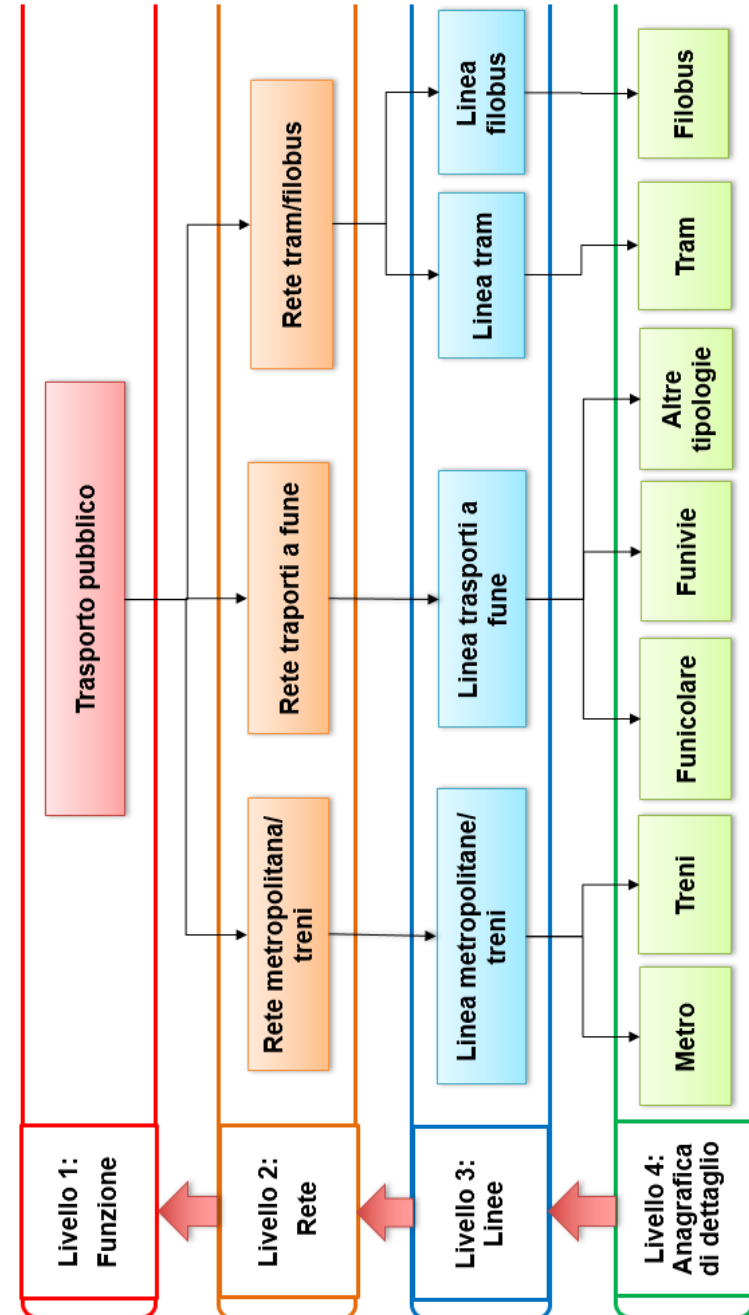 Livello 1:
Funzione
Trasporto pubblico
Livello 2:
Rete
Rete metropolitana/
treni
Rete traporti a fune
Rete tram/filobus
Livello 3:
Linee
Linea metropolitane/
treni
Linea trasporti a
fune
Linea tram
Linea
filobus
Livello 4:
Anagrafica
di dettaglio
Metro
Treni
Funicolare
Funivie
Altre
tipologie
Tram
Filobus